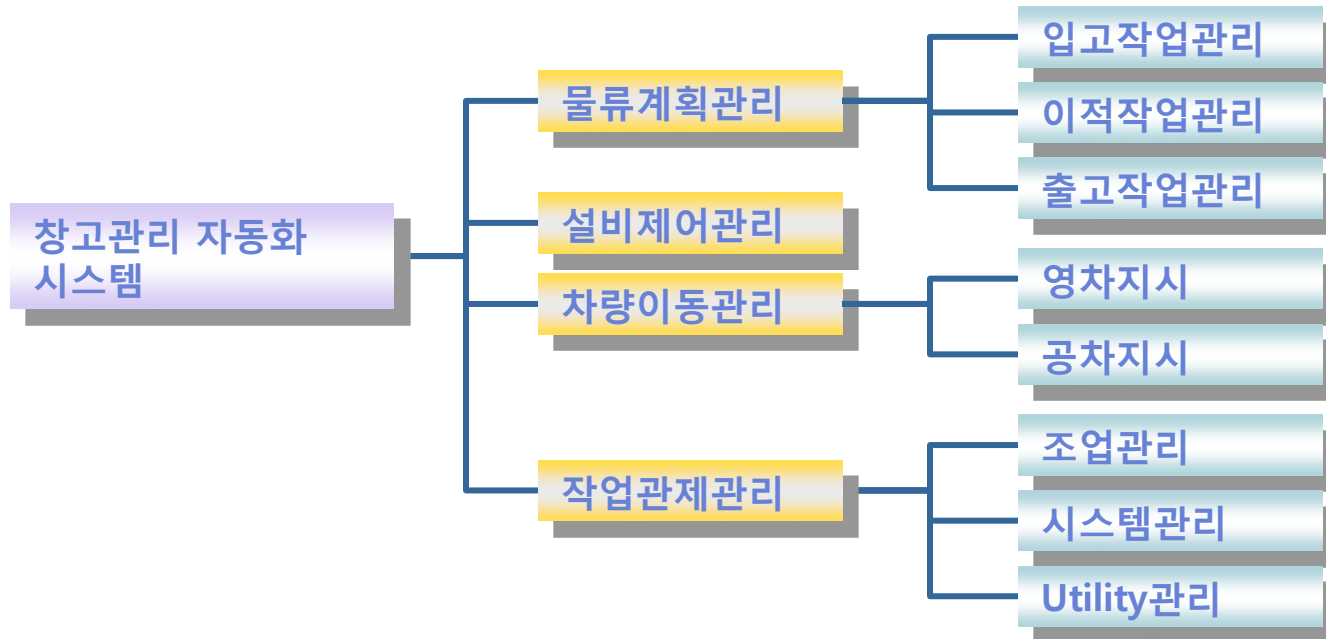 창고관리 자동화
시스템
물류계획관리
입고작업관리
이적작업관리
출고작업관리
설비제어관리
차량이동관리
영차지시
공차지시
작업관제관리
조업관리
시스템관리
Utility관리